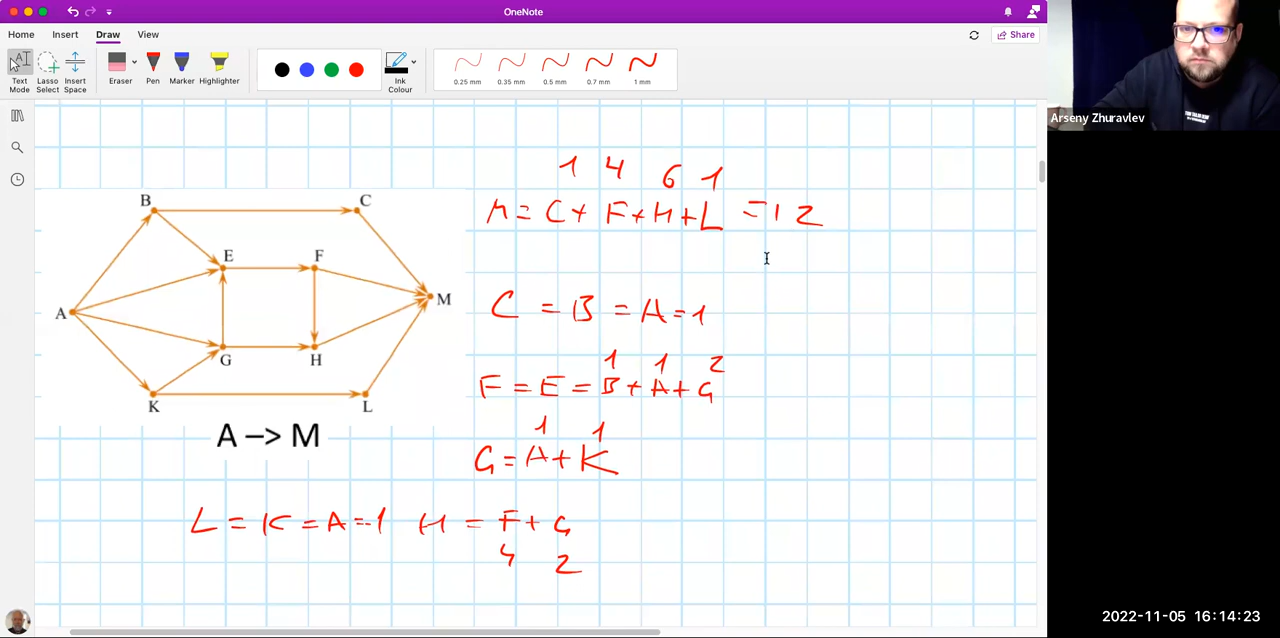 OneNote
Home Insert Draw View
Share
Text Mode
Lasso Select
Insert Space
Eraser
Pen
Marker
Highlighter
Ink Colour
0.25 mm
0.35 mm
0.5 mm
0.7 mm
1 mm
Arseny Zhuravlev
1 4 6 1
M = C + F + H + L = 12
B
C
E
F
A
M
G
H
K
L
A –> M
C = B = A = 1
1 1 2
F = E = B + A + G
1 1
G = A + K
L = K = A = 1
H = F + G
4 2
2022-11-05 16:14:23